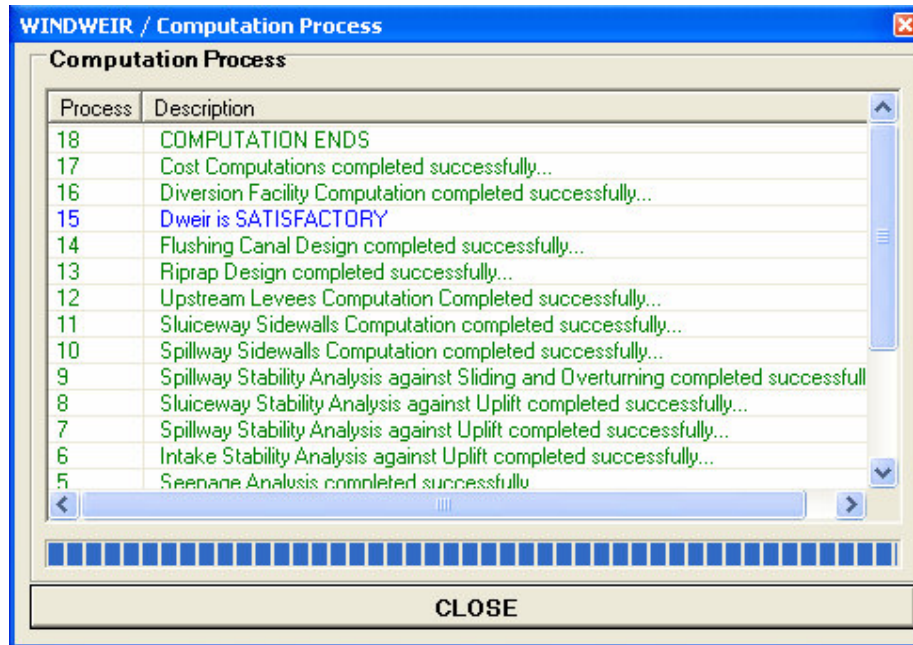 WINDWEIR / Computation Process
Computation Process
Process Description
18 COMPUTATION ENDS
17 Cost Computations completed successfully...
16 Diversion Facility Computation completed successfully...
15 Dweir is SATISFACTORY
14 Flushing Canal Design completed successfully...
13 Riprap Design completed successfully...
12 Upstream Levees Computation Completed successfully...
11 Sluiceway Sidewalls Computation completed successfully...
10 Spillway Sidewalls Computation completed successfully...
9 Spillway Stability Analysis against Sliding and Overturning completed successfull
8 Sluiceway Stability Analysis against Uplift completed successfully...
7 Spillway Stability Analysis against Uplift completed successfully...
6 Intake Stability Analysis against Uplift completed successfully...
5 Seepage Analysis completed successfully
CLOSE